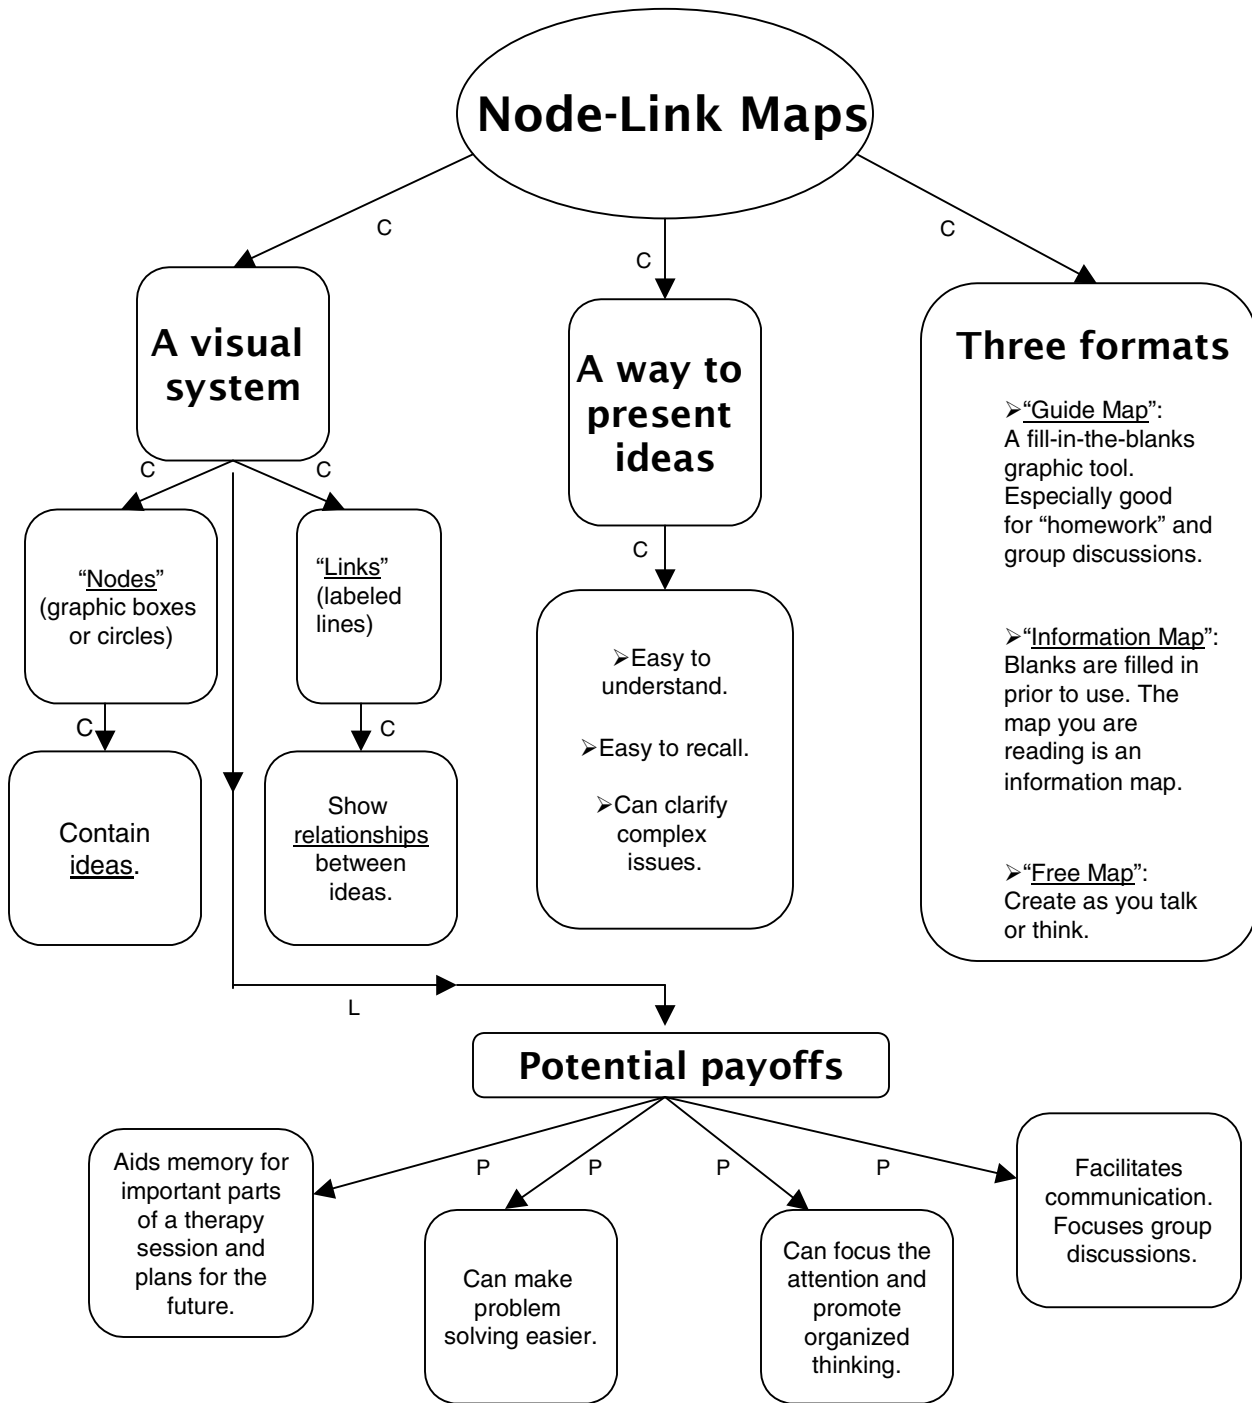 Node-Link Maps
C
C
C
A visual
system
A way to
present
ideas
Three formats
➢“Guide Map”:
A fill-in-the-blanks
graphic tool.
Especially good
for “homework” and
group discussions.
➢“Information Map”:
Blanks are filled in
prior to use. The
map you are
reading is an
information map.
➢“Free Map”:
Create as you talk
or think.
C
C
C
“Nodes”
(graphic boxes
or circles)
“Links”
(labeled
lines)
➢Easy to
understand.
➢Easy to recall.
➢Can clarify
complex
issues.
C
C
Contain
ideas.
Show
relationships
between
ideas.
L
Potential payoffs
P
P
P
P
Aids memory for
important parts
of a therapy
session and
plans for the
future.
Can make
problem
solving easier.
Can focus the
attention and
promote
organized
thinking.
Facilitates
communication.
Focuses group
discussions.